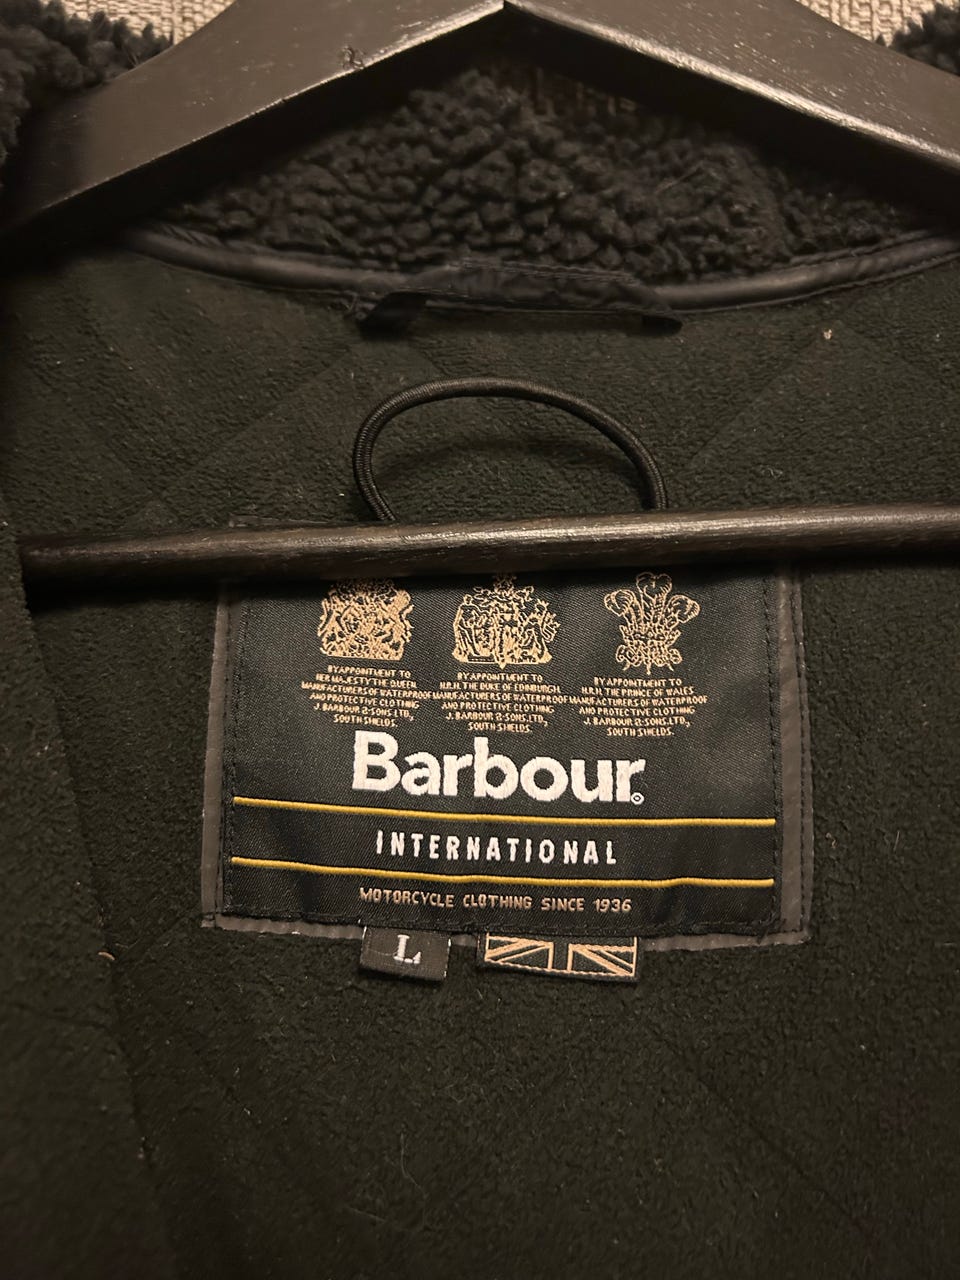 BY APPOINTMENT TO
HER MAJESTY THE QUEEN
MANUFACTURERS OF WATERPROOF
AND PROTECTIVE CLOTHING
J. BARBOUR & SONS. LTD,
SOUTH SHIELDS
BY APPOINTMENT TO
H.R.H. THE DUKE OF EDINBURGH
MANUFACTURERS OF WATERPROOF
AND PROTECTIVE CLOTHING
J. BARBOUR & SONS. LTD.,
SOUTH SHIELDS.
BY APPOINTMENT TO
H.R.H. THE PRINCE OF WALES
MANUFACTURERS OF WATERPROOF
AND PROTECTIVE CLOTHING
J. BARBOUR & SONS. LTD.,
SOUTH SHIELDS.
Barbour®
INTERNATIONAL
MOTORCYCLE CLOTHING SINCE 1936
L